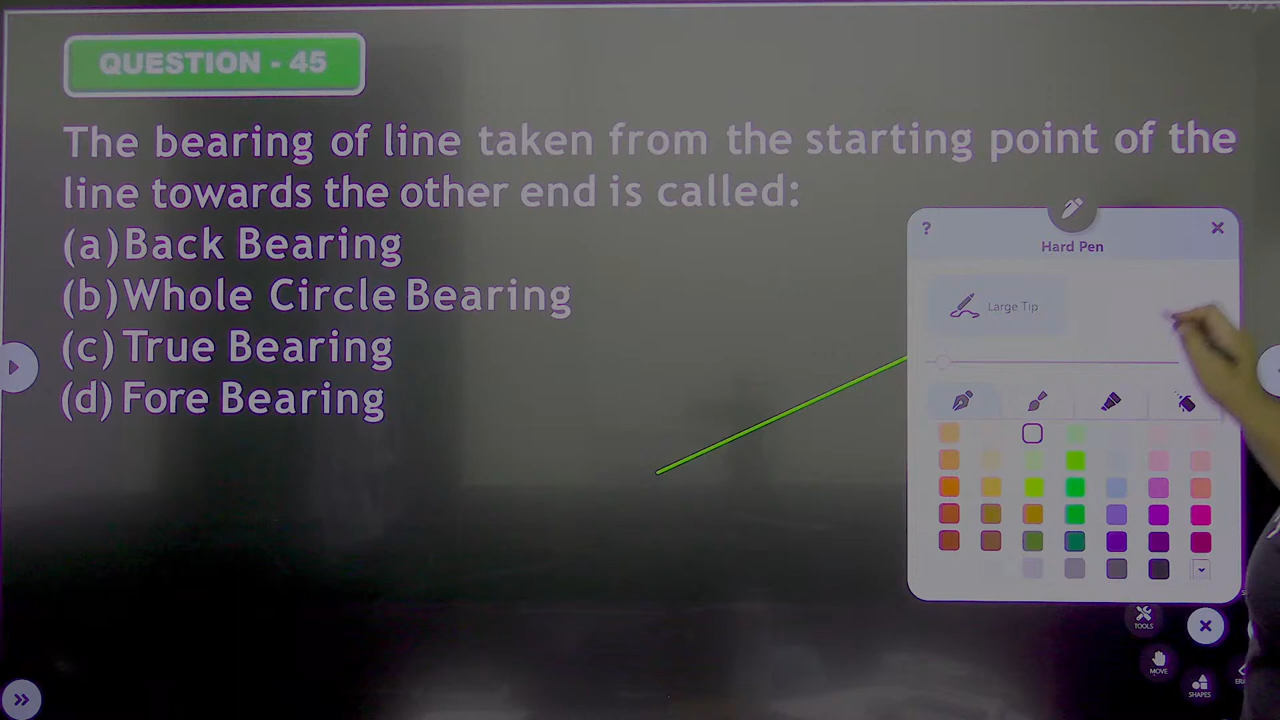 QUESTION - 45
The bearing of line taken from the starting point of the
line towards the other end is called:
(a) Back Bearing
(b) Whole Circle Bearing
(c) True Bearing
(d) Fore Bearing
?
Hard Pen
Large Tip
TOOLS
MOVE
SHAPES